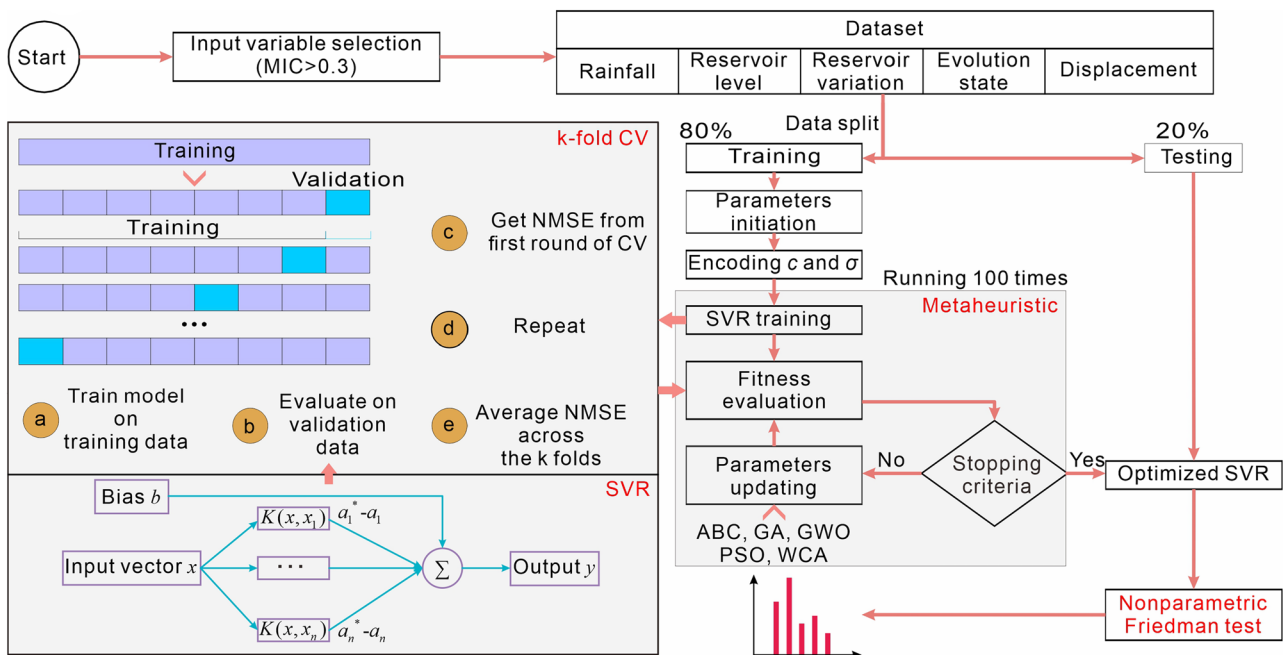 Start
Input variable selection
(MIC>0.3)
Dataset
Rainfall
Reservoir
level
Reservoir
variation
Evolution
state
Displacement
Data split
80%
Training
20%
Testing
Parameters
initiation
Encoding c and σ
Running 100 times
Metaheuristic
SVR training
Fitness
evaluation
Parameters
updating
No
Stopping
criteria
Yes
ABC, GA, GWO
PSO, WCA
Optimized SVR
Nonparametric
Friedman test
k-fold CV
Training
Validation
Training
...
a
Train model
on
training data
b
Evaluate on
validation
data
c
Get NMSE from
first round of CV
d
Repeat
e
Average NMSE
across
the k folds
SVR
Bias b
Input vector x
K(x, x₁)
a₁*-a₁
...
K(x, xₙ)
aₙ*-aₙ
∑
Output y